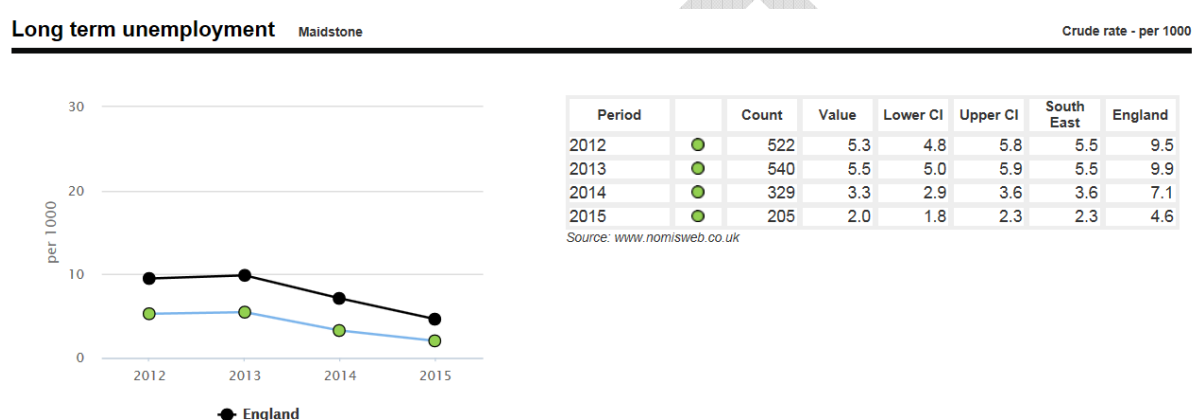 Long term unemployment Maidstone Crude rate - per 1000
30
20
10
0
per 1000
2012 2013 2014 2015
England
Period Count Value Lower CI Upper CI South East England
2012 522 5.3 4.8 5.8 5.5 9.5
2013 540 5.5 5.0 5.9 5.5 9.9
2014 329 3.3 2.9 3.6 3.6 7.1
2015 205 2.0 1.8 2.3 2.3 4.6
Source: www.nomisweb.co.uk